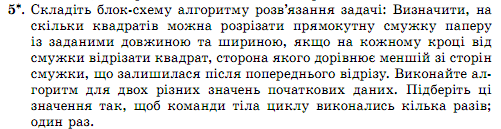 5*. Складіть блок-схему алгоритму розв'язання задачі: Визначити, на
скільки квадратів можна розрізати прямокутну смужку паперу
із заданими довжиною та шириною, якщо на кожному кроці від
смужки відрізати квадрат, сторона якого дорівнює меншій зі сторін
смужки, що залишилася після попереднього відрізу. Виконайте ал-
горитм для двох різних значень початкових даних. Підберіть ці
значення так, щоб команди тіла циклу виконались кілька разів;
один раз.